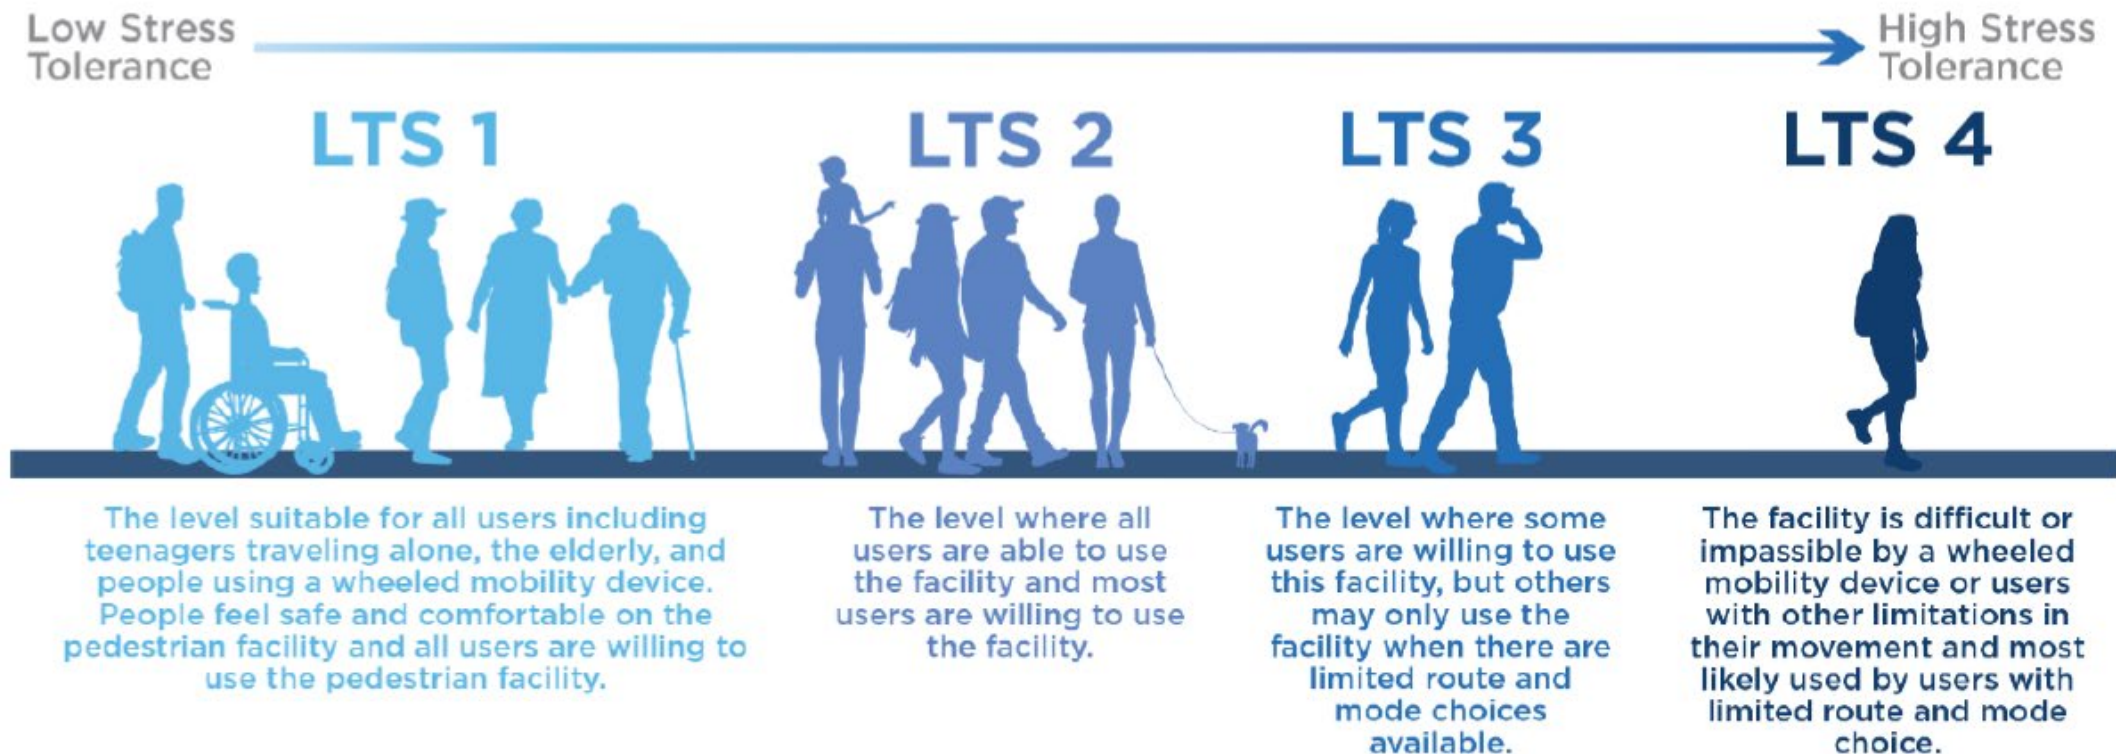 Low Stress
Tolerance
High Stress
Tolerance
LTS 1
The level suitable for all users including
teenagers traveling alone, the elderly, and
people using a wheeled mobility device.
People feel safe and comfortable on the
pedestrian facility and all users are willing to
use the pedestrian facility.
LTS 2
The level where all
users are able to use
the facility and most
users are willing to use
the facility.
LTS 3
The level where some
users are willing to use
this facility, but others
may only use the
facility when there are
limited route and
mode choices
available.
LTS 4
The facility is difficult or
impassible by a wheeled
mobility device or users
with other limitations in
their movement and most
likely used by users with
limited route and mode
choice.